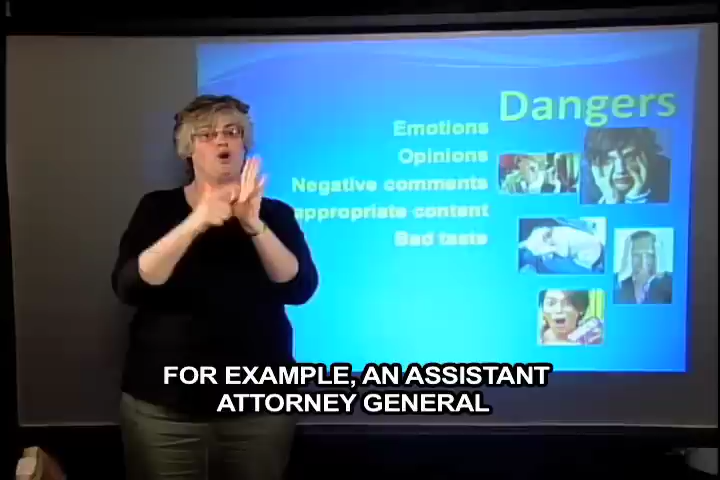 Dangers
Emotions
Opinions
Negative comments
appropriate content
Bad taste
FOR EXAMPLE, AN ASSISTANT
ATTORNEY GENERAL